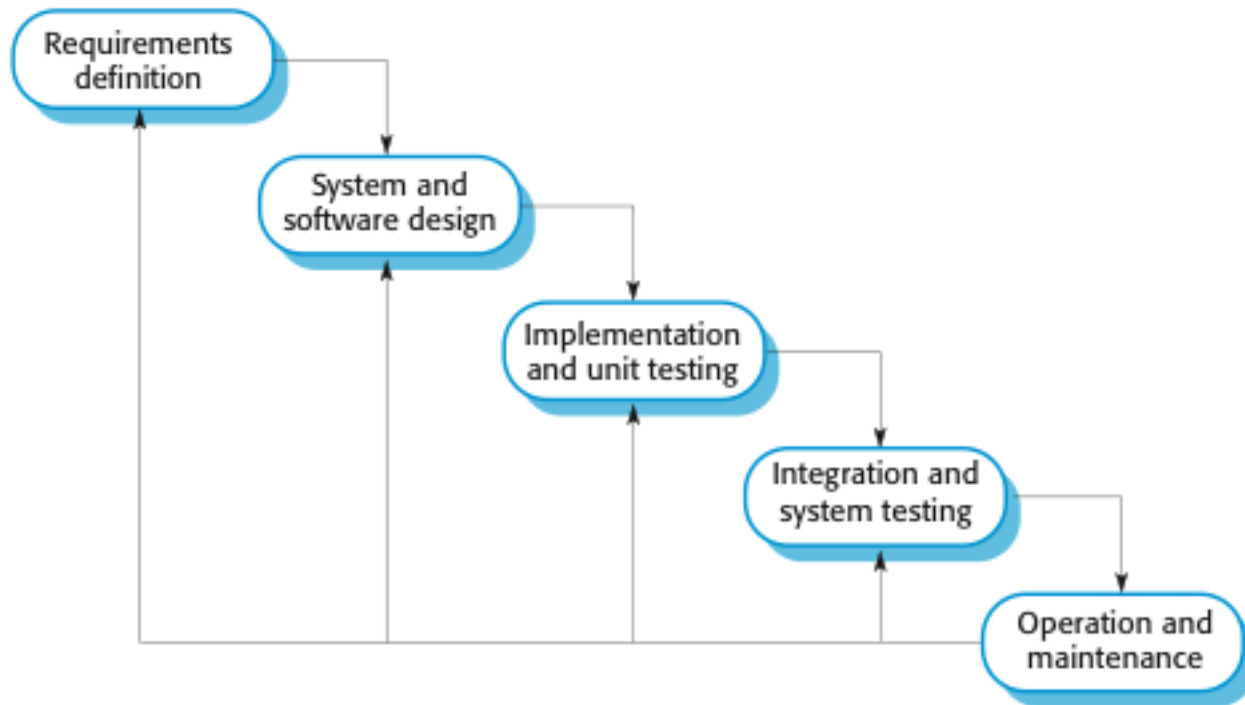 Requirements
definition
System and
software design
Implementation
and unit testing
Integration and
system testing
Operation and
maintenance